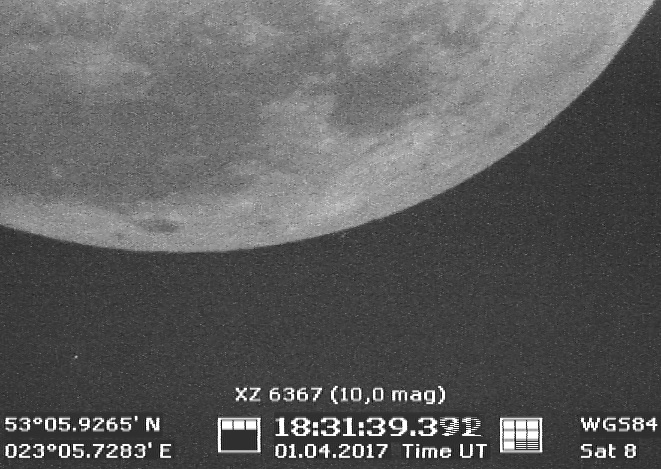 XZ 6367 (10,0 mag)
53°05.9265' N
023°05.7283' E
18:31:39.3
01.04.2017 Time UT
WGS84
Sat 8